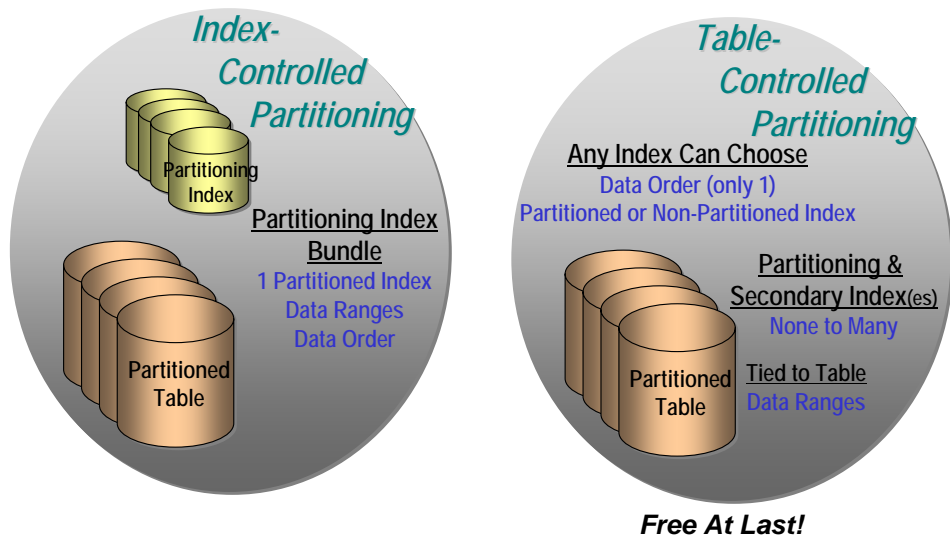 Index-
Controlled
Partitioning
Partitioning
Index
Partitioning Index
Bundle
1 Partitioned Index
Data Ranges
Data Order
Partitioned
Table
Table-
Controlled
Partitioning
Any Index Can Choose
Data Order (only 1)
Partitioned or Non-Partitioned Index
Partitioning &
Secondary Index(es)
None to Many
Partitioned
Table
Tied to Table
Data Ranges
Free At Last!